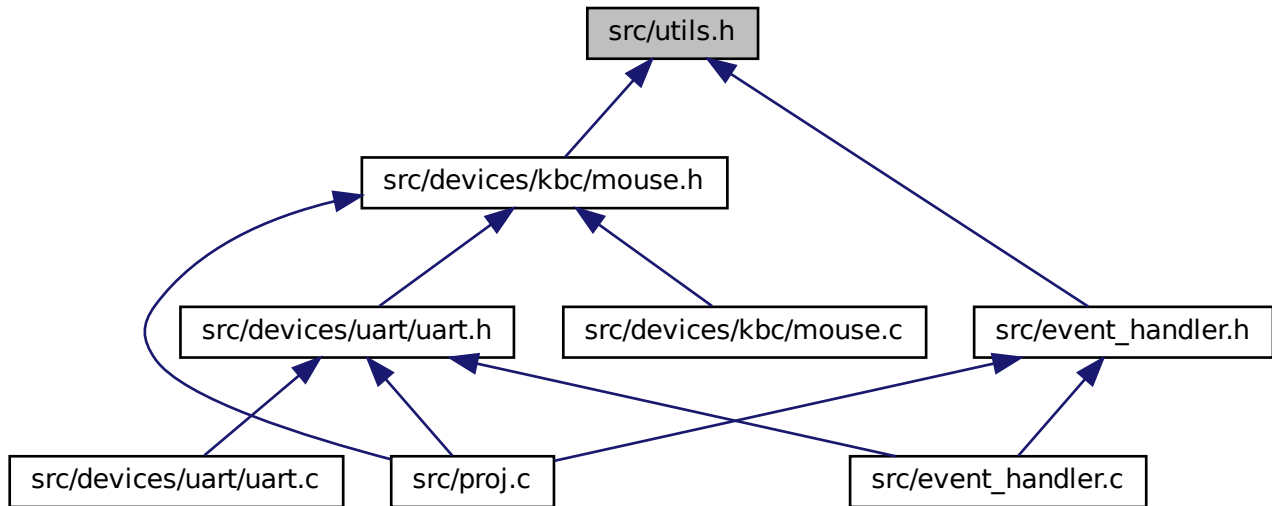 src/utils.h
src/devices/kbc/mouse.h
src/devices/uart/uart.h
src/devices/kbc/mouse.c
src/event_handler.h
src/devices/uart/uart.c
src/proj.c
src/event_handler.c